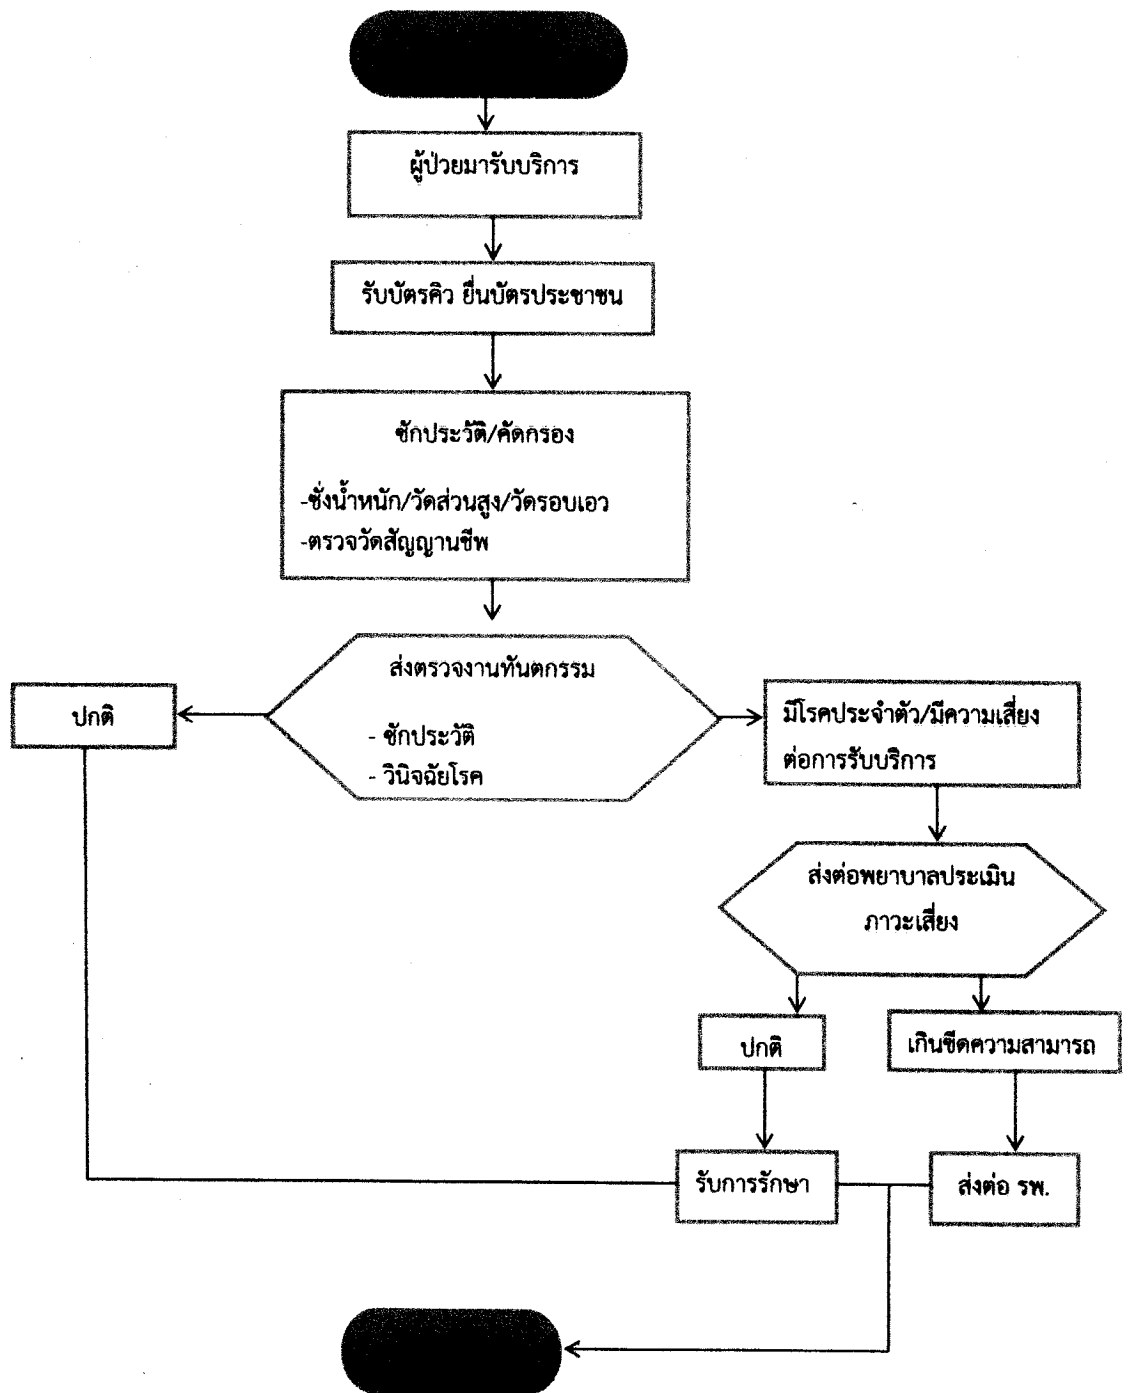 ผู้ป่วยมารับบริการ
รับบัตรคิว ยื่นบัตรประชาชน
ซักประวัติ/คัดกรอง
-ชั่งน้ำหนัก/วัดส่วนสูง/วัดรอบเอว
-ตรวจวัดสัญญานชีพ
ส่งตรวจงานทันตกรรม
- ซักประวัติ
- วินิจฉัยโรค
ปกติ
มีโรคประจำตัว/มีความเสี่ยง
ต่อการรับบริการ
ส่งต่อพยาบาลประเมิน
ภาวะเสี่ยง
ปกติ
เกินขีดความสามารถ
รับการรักษา
ส่งต่อ รพ.